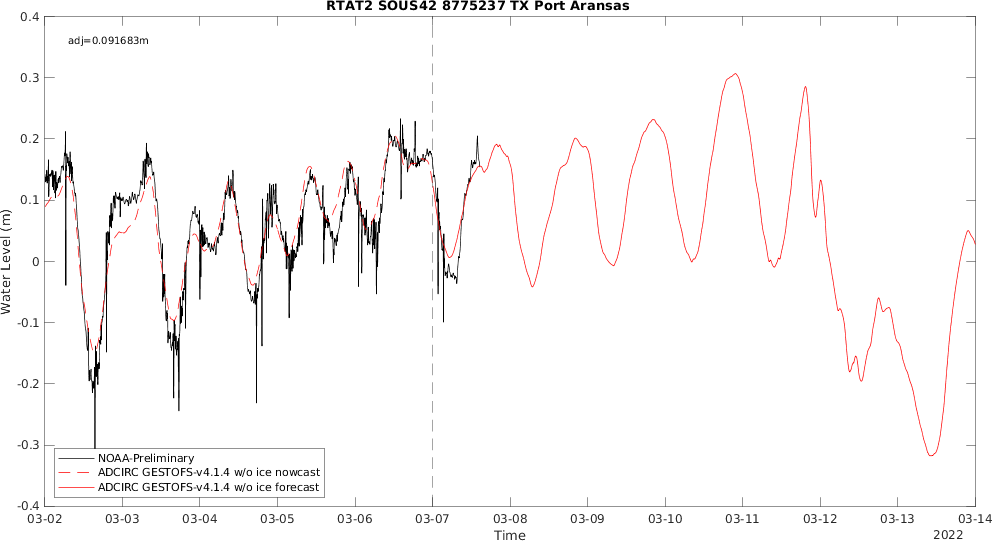 RTAT2 SOUS42 8775237 TX Port Aransas
adj=0.091683m
0.4
0.3
0.2
0.1
0
-0.1
-0.2
-0.3
-0.4
Water Level (m)
NOAA-Preliminary
ADCIRC GESTOFS-v4.1.4 w/o ice nowcast
ADCIRC GESTOFS-v4.1.4 w/o ice forecast
03-02 03-03 03-04 03-05 03-06 03-07 03-08 03-09 03-10 03-11 03-12 03-13 03-14
Time
2022